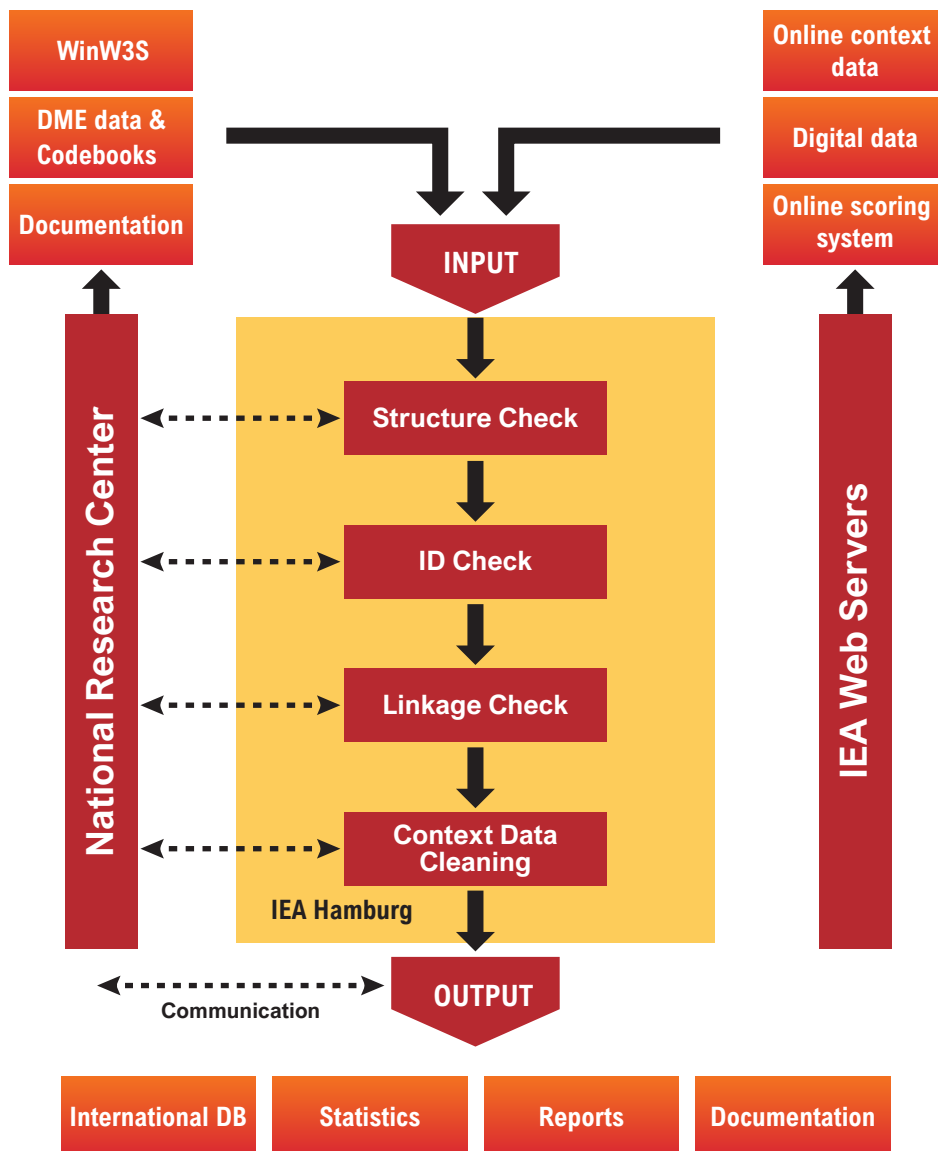 WinW3S
DME data &
Codebooks
Documentation
Online context
data
Digital data
Online scoring
system
INPUT
National Research Center
IEA Web Servers
Structure Check
ID Check
Linkage Check
Context Data
Cleaning
IEA Hamburg
OUTPUT
Communication
International DB
Statistics
Reports
Documentation